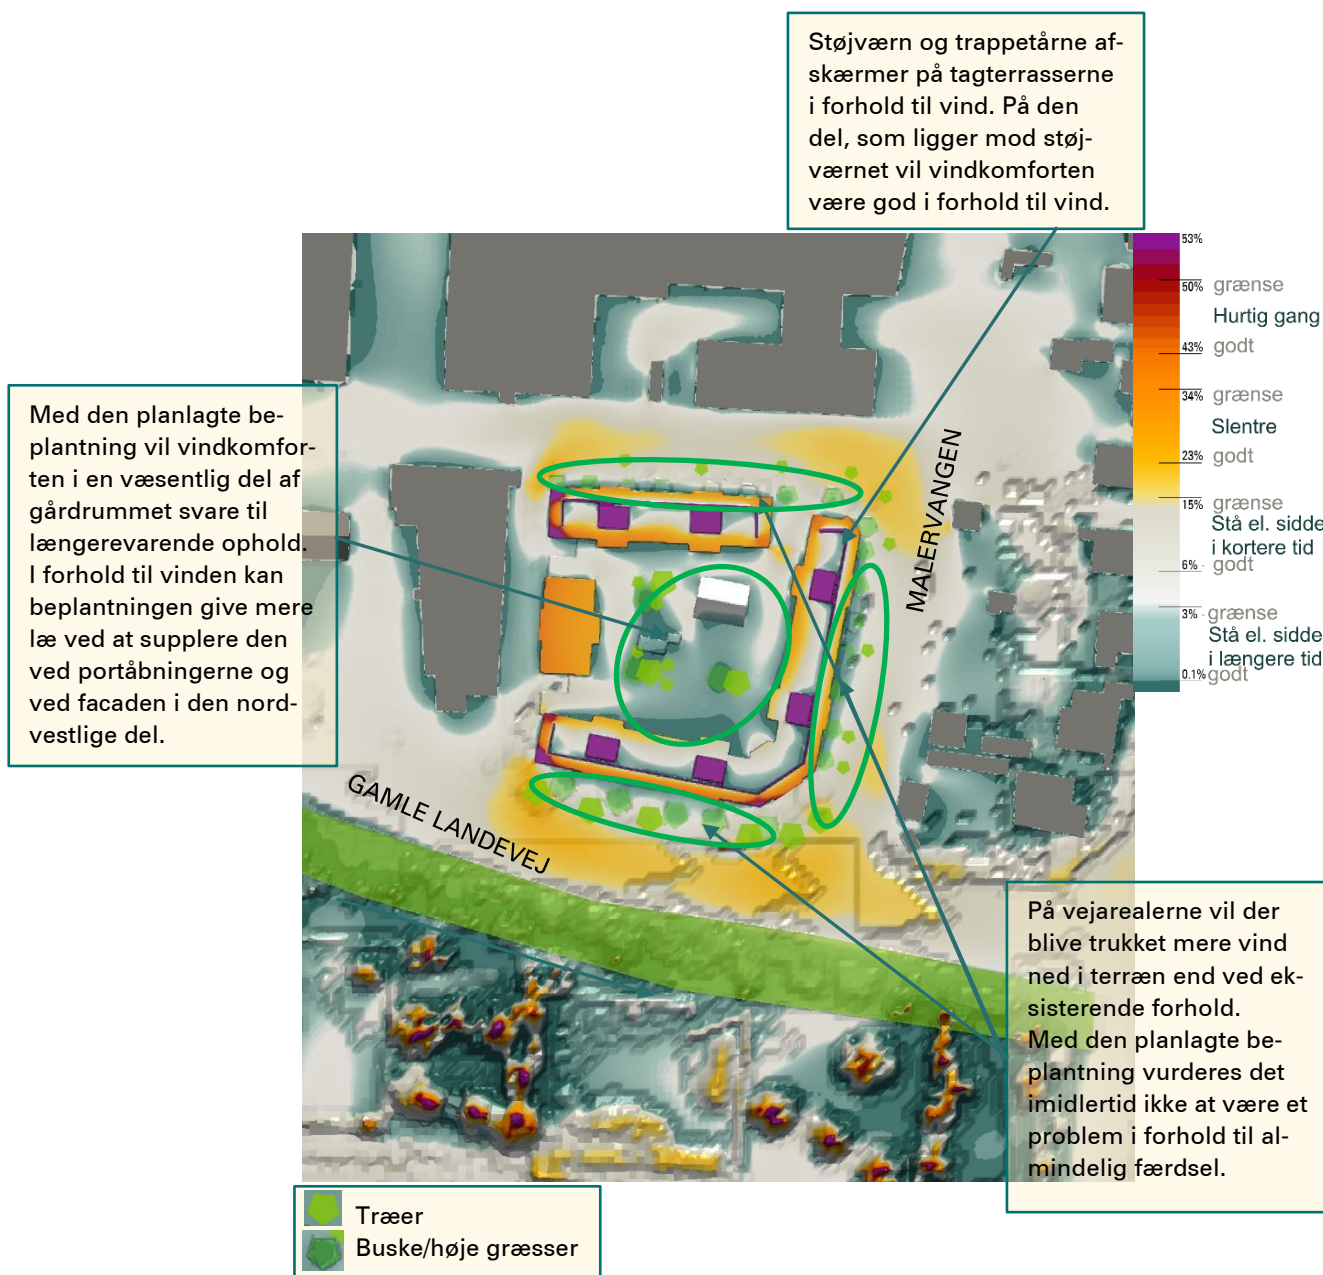 Støjværn og trappetårne af-
skærmer på tagterrasserne
i forhold til vind. På den
del, som ligger mod støj-
værnet vil vindkomforten
være god i forhold til vind.
53%
50% grænse
Hurtig gang
43% godt
34% grænse
Slentre
23% godt
15% grænse
Stå el. sidde
i kortere tid
6% godt
3% grænse
Stå el. sidde
i længere tid
0.1% godt
Med den planlagte be-
plantning vil vindkomfor-
ten i en væsentlig del af
gårdrummet svare til
længerevarende ophold.
I forhold til vinden kan
beplantningen give mere
læ ved at supplere den
ved portåbningerne og
ved facaden i den nord-
vestlige del.
MALERVANGEN
GAMLE LANDEVEJ
På vejarealerne vil der
blive trukket mere vind
ned i terræn end ved ek-
sisterende forhold.
Med den planlagte be-
plantning vurderes det
imidlertid ikke at være et
problem i forhold til al-
mindelig færdsel.
Træer
Buske/høje græsser